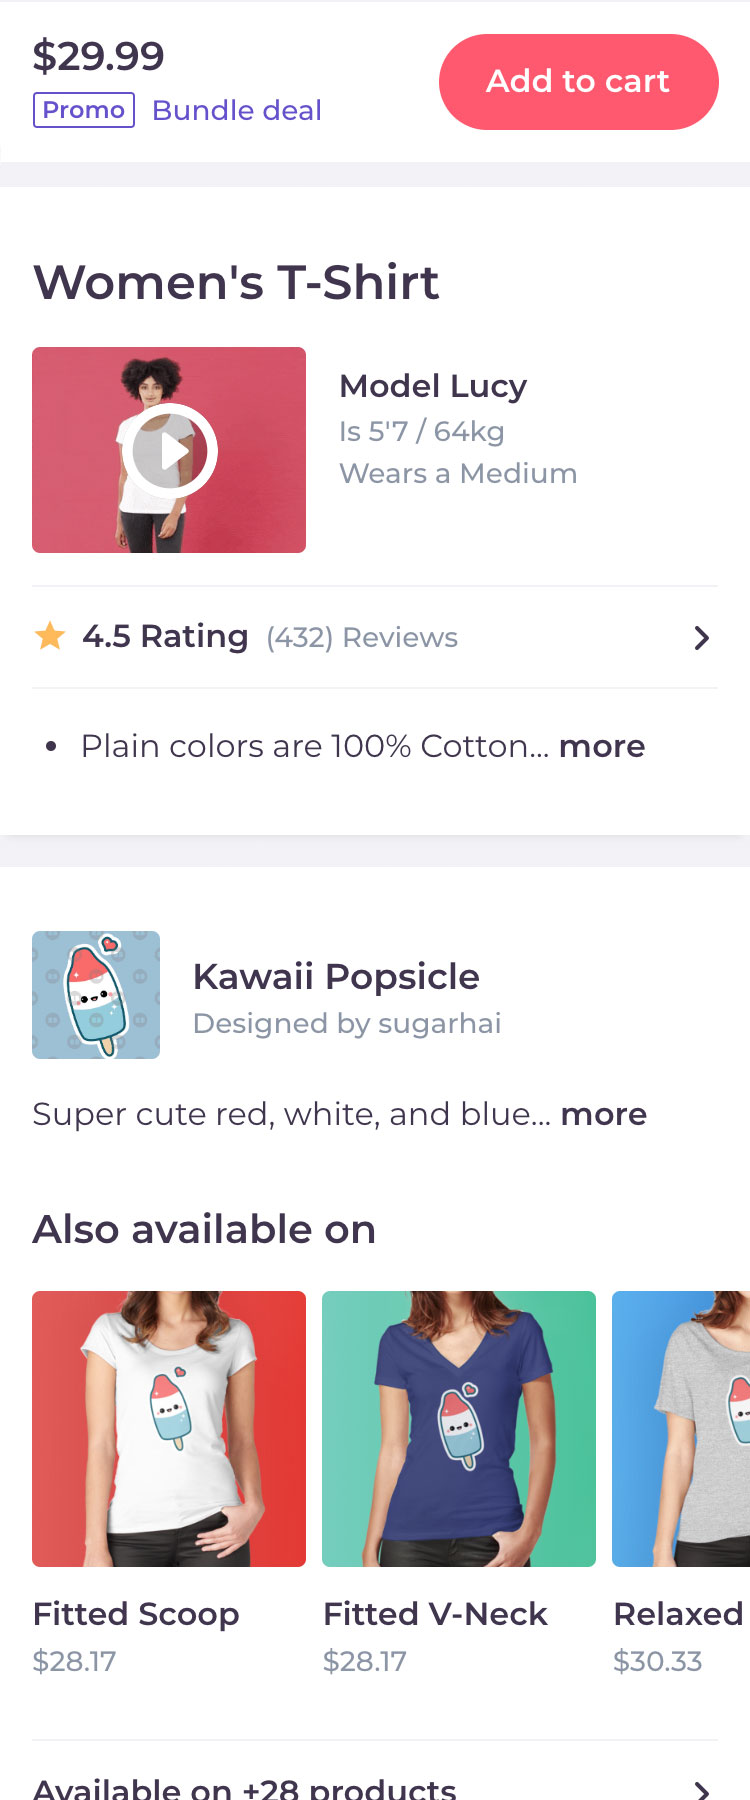 $29.99
Add to cart
Promo Bundle deal
Women's T-Shirt
Model Lucy
Is 5'7 / 64kg
Wears a Medium
4.5 Rating (432) Reviews
• Plain colors are 100% Cotton... more
Kawaii Popsicle
Designed by sugarhai
Super cute red, white, and blue... more
Also available on
Fitted Scoop
$28.17
Fitted V-Neck
$28.17
Relaxed
$30.33
Available on +28 products